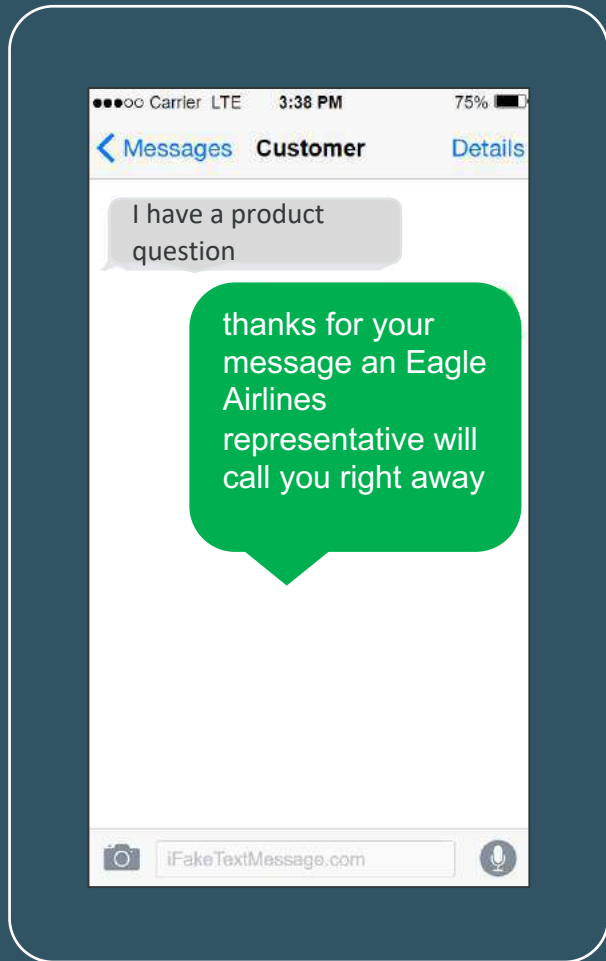 Carrier LTE 3:38 PM 75%
Messages Customer Details
I have a product
question
thanks for your
message an Eagle
Airlines
representative will
call you right away
iFakeTextMessage.com